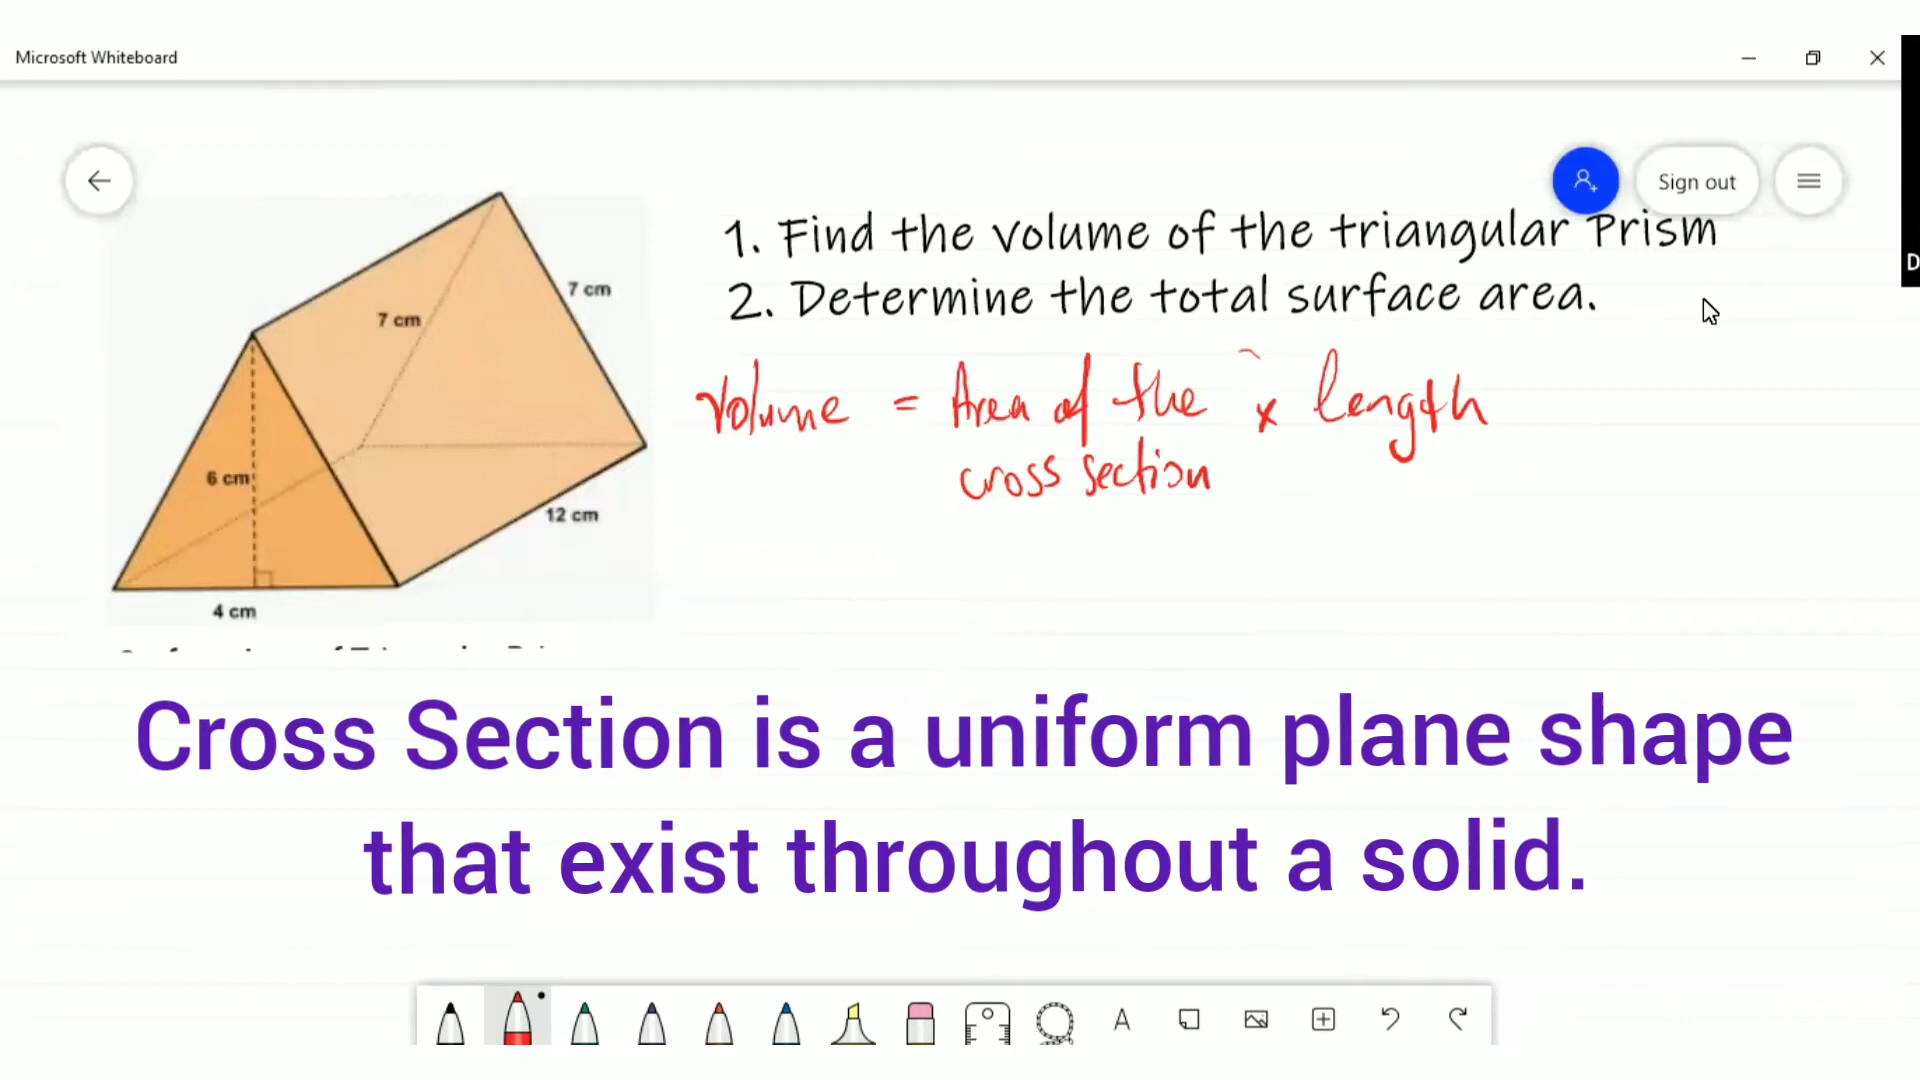 Microsoft Whiteboard
Sign out
D
1. Find the volume of the triangular Prism
2. Determine the total surface area.
7 cm
7 cm
6 cm
12 cm
4 cm
Volume = Area of the x length
cross section
Cross Section is a uniform plane shape
that exist throughout a solid.
A